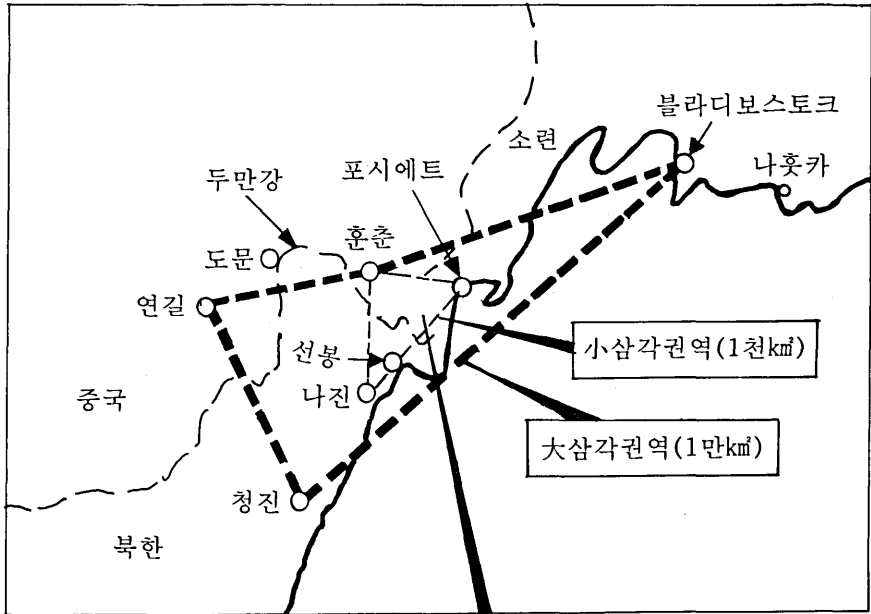 블라디보스토크
소련
나홋카
포시에트
두만강
훈춘
도문
연길
小삼각권역(1천㎢)
선봉
나진
중국
大삼각권역(1만㎢)
청진
북한